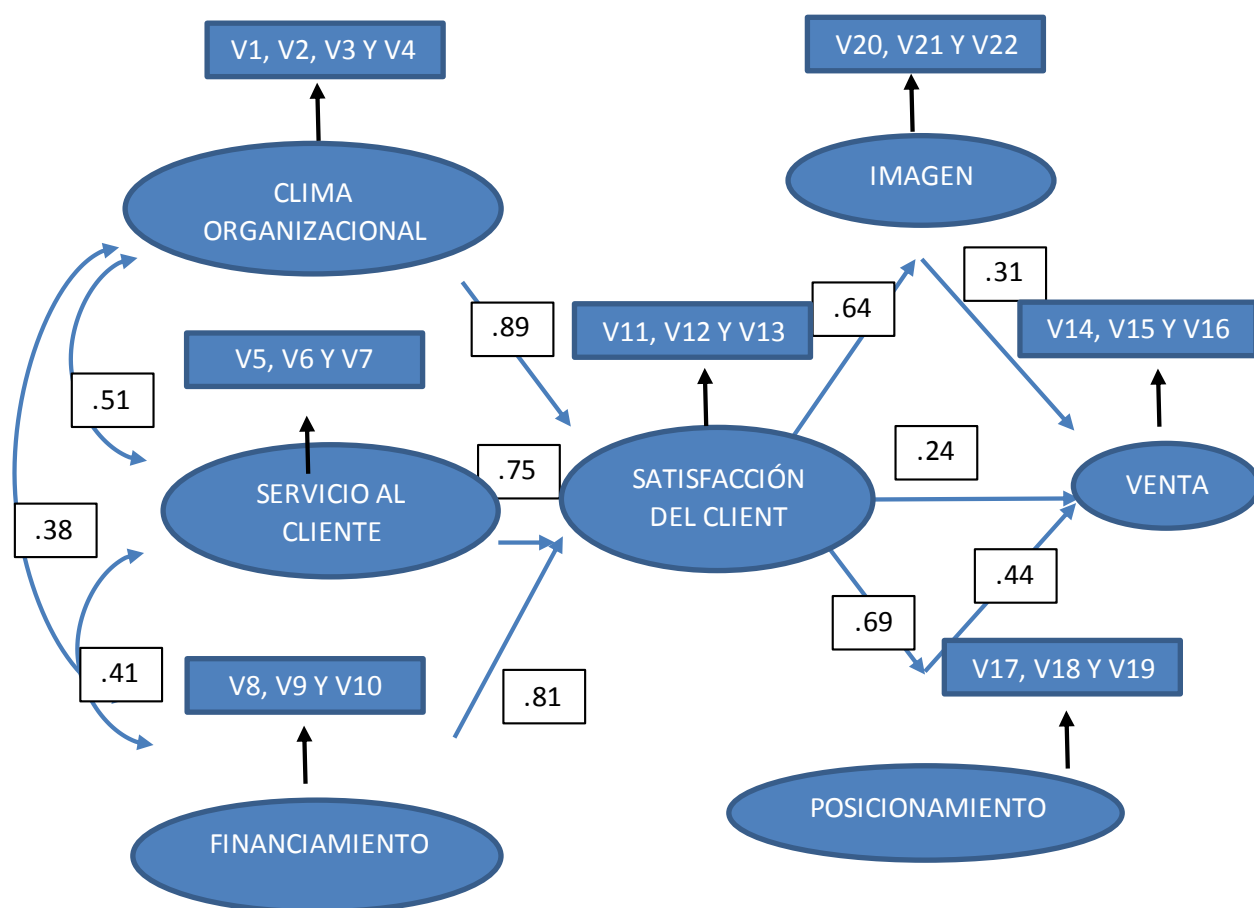 V1, V2, V3 Y V4
V20, V21 Y V22
CLIMA
ORGANIZACIONAL
IMAGEN
.31
.89
V11, V12 Y V13
.64
V14, V15 Y V16
V5, V6 Y V7
.51
.75
.24
SERVICIO AL
CLIENTE
SATISFACCIÓN
DEL CLIENT
VENTA
.38
.44
.69
.41
V8, V9 Y V10
.81
V17, V18 Y V19
FINANCIAMIENTO
POSICIONAMIENTO